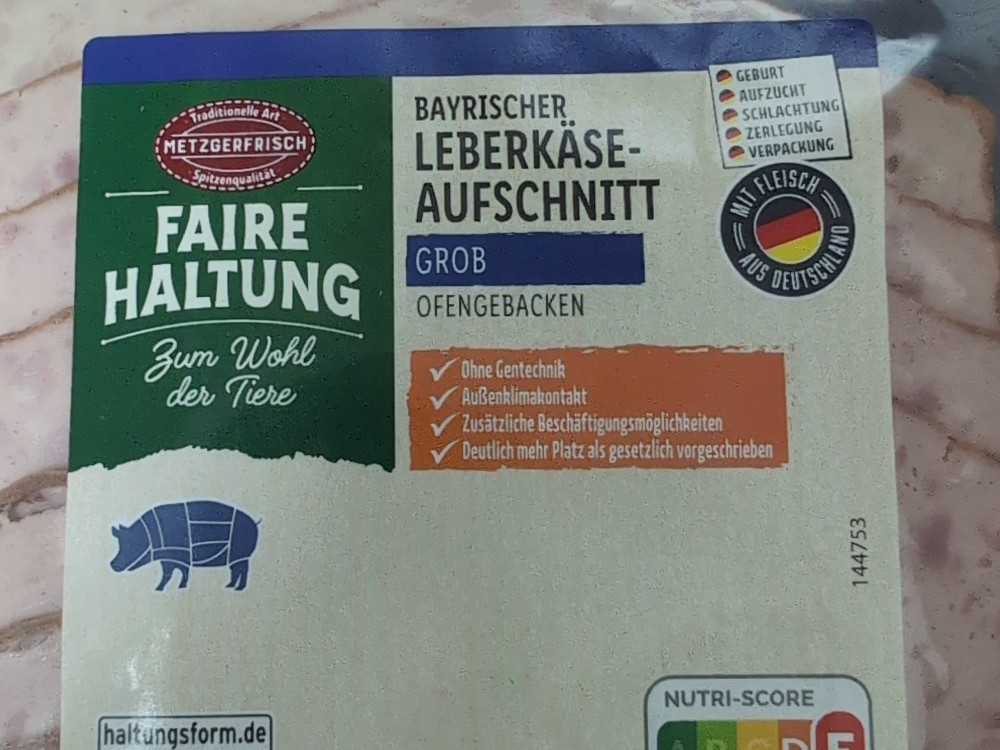 Traditionelle Art
METZGERFRISCH
Spitzenqualität
FAIRE
HALTUNG
Zum Wohl
der Tiere
BAYRISCHER
LEBERKÄSE-
AUFSCHNITT
GROB
OFENGEBACKEN
GEBURT
AUFZUCHT
SCHLACHTUNG
ZERLEGUNG
VERPACKUNG
MIT FLEISCH
AUS DEUTSCHLAND
Ohne Gentechnik
Außenklimakontakt
Zusätzliche Beschäftigungsmöglichkeiten
Deutlich mehr Platz als gesetzlich vorgeschrieben
144753
haltungsform.de
NUTRI-SCORE
A B C D E